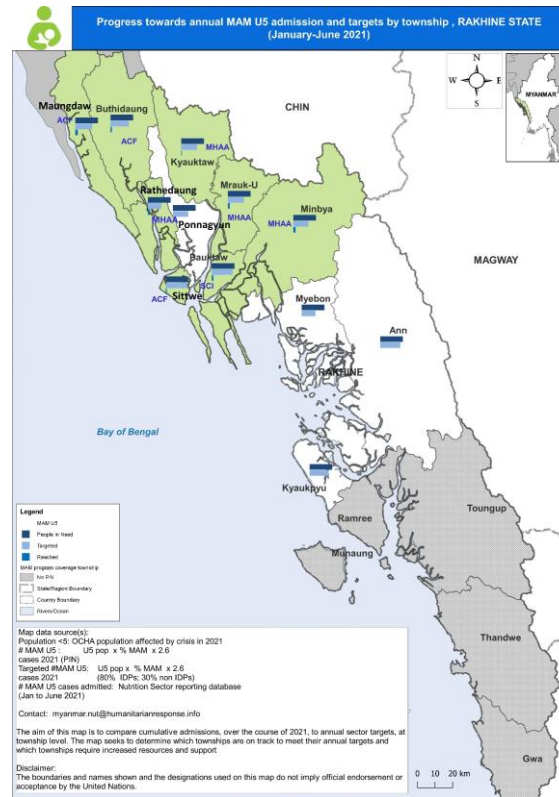 Progress towards annual MAM U5 admission and targets by township , RAKHINE STATE
(January-June 2021)
N
W
E
S
MYANMAR
CHIN
Maungdaw
Buthidaung
ACF
ACF
Kyauktaw
MHAA
Rathedaung
Mrauk-U
Minbya
MHAA
Ponnagyun
MHAA
MHAA
Pauktaw
MAGWAY
Sittwe
SCI
ACF
Myebon
Ann
RAKHINE
Bay of Bengal
Kyaukpyu
Ramree
Toungup
Munaung
Thandwe
Gwa
Legend
MAM U5
People in Need
Targeted
Reached
MAM program coverage township
No PIN
State/Region Boundary
Country Boundary
Rivers/Ocean
Map data source(s):
Population <5: OCHA population affected by crisis in 2021
# MAM U5 : U5 pop x % MAM x 2.6
cases 2021 (PIN)
Targeted #MAM U5: U5 pop x % MAM x 2.6
cases 2021 (80% IDPs; 30% non IDPs)
# MAM U5 cases admitted: Nutrition Sector reporting database
(Jan to June 2021)
Contact: myanmar.nut@humanitarianresponse.info
The aim of this map is to compare cumulative admissions, over the course of 2021, to annual sector targets, at
township level. The map seeks to determine which townships are on track to meet their annual targets and
which townships require increased resources and support
Disclaimer:
The boundaries and names shown and the designations used on this map do not imply official endorsement or
acceptance by the United Nations.
0 10 20 km